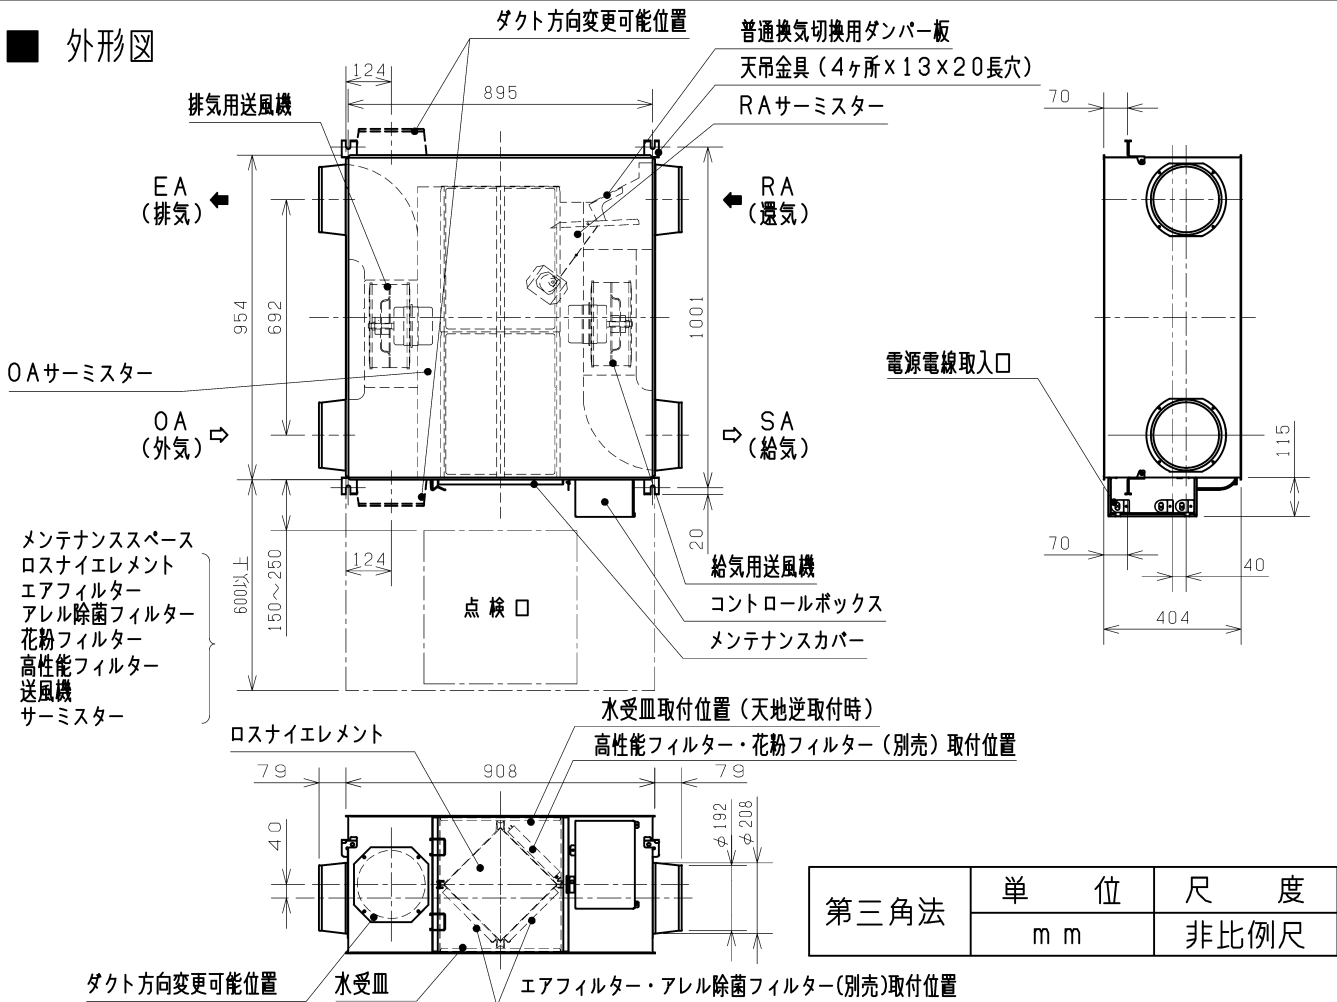 ■ 外形図
ダクト方向変更可能位置
普通換気切換用ダンパー板
天吊金具(4ヶ所×13×20長穴)
RAサーミスター
排気用送風機
124
895
70
EA
(排気)
RA
(還気)
954
692
1001
OAサーミスター
電源電線取入口
OA
(外気)
SA
(給気)
115
メンテナンススペース
ロスナイエレメント
エアフィルター
アレル除菌フィルター
花粉フィルター
高性能フィルター
送風機
サーミスター
600以上
150~250
124
点検口
20
給気用送風機
コントロールボックス
メンテナンスカバー
70
40
404
水受皿取付位置(天地逆取付時)
高性能フィルター・花粉フィルター(別売)取付位置
ロスナイエレメント
79
908
79
40
φ192
φ208
ダクト方向変更可能位置
水受皿
エアフィルター・アレル除菌フィルター(別売)取付位置
第三角法
単位
尺度
mm
非比例尺